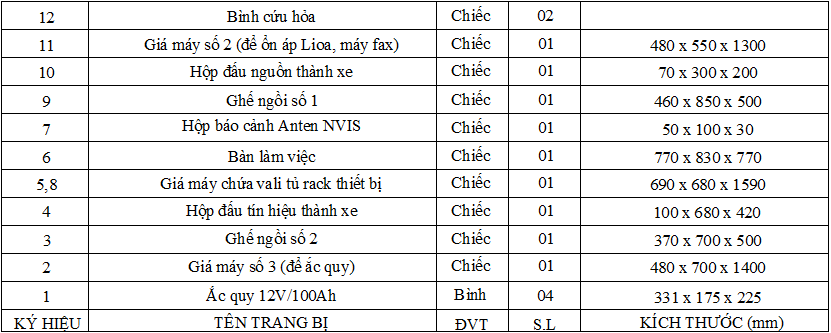 12 Bình cứu hỏa Chiếc 02
11 Giá máy số 2 (để ổn áp Lioa, máy fax) Chiếc 01 480 x 550 x 1300
10 Hộp đấu nguồn thành xe Chiếc 01 70 x 300 x 200
9 Ghế ngồi số 1 Chiếc 01 460 x 850 x 500
7 Hộp báo cảnh Anten NVIS Chiếc 01 50 x 100 x 30
6 Bàn làm việc Chiếc 01 770 x 830 x 770
5,8 Giá máy chứa vali tủ rack thiết bị Chiếc 01 690 x 680 x 1590
4 Hộp đấu tín hiệu thành xe Chiếc 01 100 x 680 x 420
3 Ghế ngồi số 2 Chiếc 01 370 x 700 x 500
2 Giá máy số 3 (để ắc quy) Chiếc 01 480 x 700 x 1400
1 Ắc quy 12V/100Ah Bình 04 331 x 175 x 225
KÝ HIỆU TÊN TRANG BỊ ĐVT S.L KÍCH THƯỚC (mm)